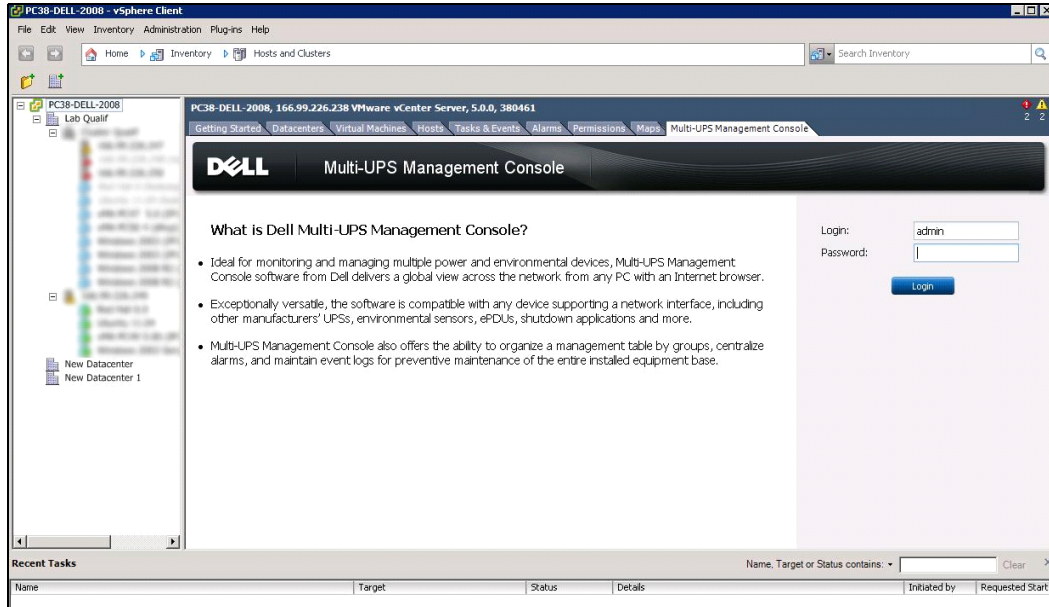 PC38-DELL-2008 - vSphere Client
File Edit View Inventory Administration Plug-ins Help
Home Inventory Hosts and Clusters
Search Inventory
PC38-DELL-2008
Lab Qualif
New Datacenter
New Datacenter 1
PC38-DELL-2008, 166.99.226.238 VMware vCenter Server, 5.0.0, 380461
2 2
Getting Started Datacenters Virtual Machines Hosts Tasks & Events Alarms Permissions Maps Multi-UPS Management Console
DELL Multi-UPS Management Console
What is Dell Multi-UPS Management Console?
• Ideal for monitoring and managing multiple power and environmental devices, Multi-UPS Management
Console software from Dell delivers a global view across the network from any PC with an Internet browser.
• Exceptionally versatile, the software is compatible with any device supporting a network interface, including
other manufacturers' UPSs, environmental sensors, ePDUs, shutdown applications and more.
• Multi-UPS Management Console also offers the ability to organize a management table by groups, centralize
alarms, and maintain event logs for preventive maintenance of the entire installed equipment base.
Login: admin
Password:
Login
Recent Tasks
Name, Target or Status contains: Clear
Name Target Status Details Initiated by Requested Start